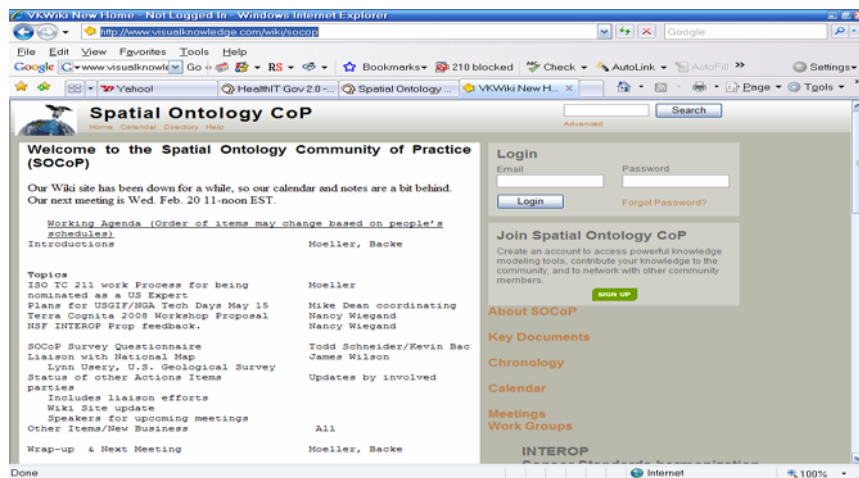 VKWiki New Home - Not Logged In - Windows Internet Explorer
http://www.visualknowledge.com/wiki/socop
Google
File Edit View Favorites Tools Help
Google www.visualknowle Go RS Bookmarks 210 blocked Check AutoLink AutoFill Settings
Yahoo! HealthIT Gov 2.0 -... Spatial Ontology ... VKWiki New H... Page Tools
Spatial Ontology CoP
Home Calendar Directory Help
Search
Advanced
Welcome to the Spatial Ontology Community of Practice
(SOCoP)
Our Wiki site has been down for a while, so our calendar and notes are a bit behind.
Our next meeting is Wed. Feb. 20 11-noon EST.
Working Agenda (Order of items may change based on people's
schedules)
Introductions Moeller, Backe
Topics
ISO TC 211 work Process for being Moeller
nominated as a US Expert
Plans for USGIF/NGA Tech Days May 15 Mike Dean coordinating
Terra Cognita 2008 Workshop Proposal Nancy Wiegand
NSF INTEROP Prop feedback. Nancy Wiegand
SOCoP Survey Questionnaire Todd Schneider/Kevin Bac
Liaison with National Map James Wilson
Lynn Usery, U.S. Geological Survey
Status of other Actions Items Updates by involved
parties
Includes liaison efforts
Wiki Site update
Speakers for upcoming meetings
Other Items/New Business All
Wrap-up & Next Meeting Moeller, Backe
Login
Email Password
Login Forgot Password?
Join Spatial Ontology CoP
Create an account to access powerful knowledge
modeling tools, contribute your knowledge to the
community, and to network with other community
members.
SIGN UP
About SOCoP
Key Documents
Chronology
Calendar
Meetings
Work Groups
INTEROP
Done Internet 100%